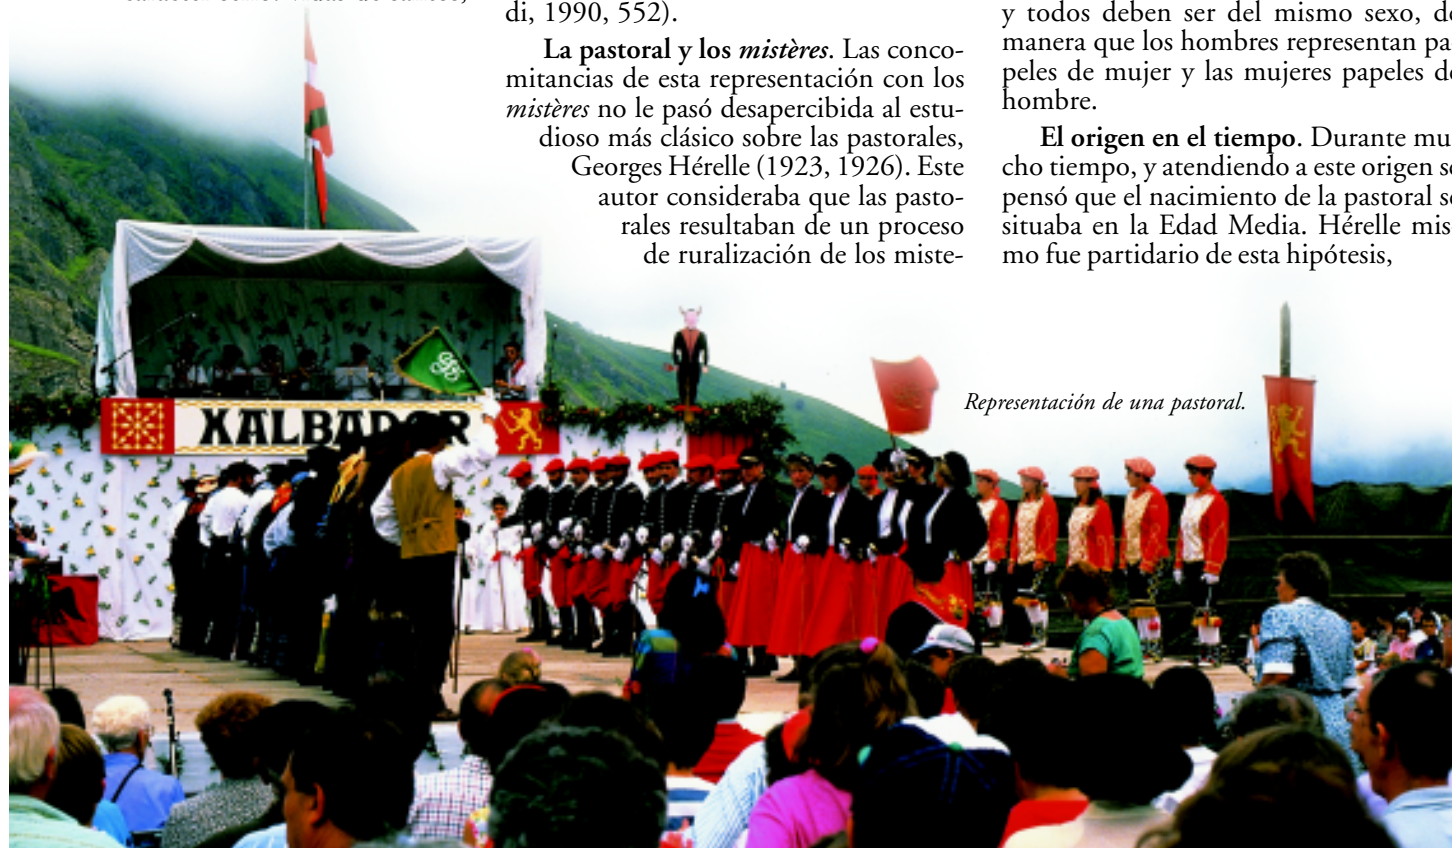 di, 1990, 552).
La pastoral y los mistères. Las conco-
mitancias de esta representación con los
mistères no le pasó desapercibida al estu-
dioso más clásico sobre las pastorales,
Georges Hérelle (1923, 1926). Este
autor consideraba que las pasto-
rales resultaban de un proceso
de ruralización de los miste-
y todos deben ser del mismo sexo, de
manera que los hombres representan pa-
peles de mujer y las mujeres papeles de
hombre.
El origen en el tiempo. Durante mu-
cho tiempo, y atendiendo a este origen se
pensó que el nacimiento de la pastoral se
situaba en la Edad Media. Hérelle mis-
mo fue partidario de esta hipótesis,
Representación de una pastoral.
XALBADOR